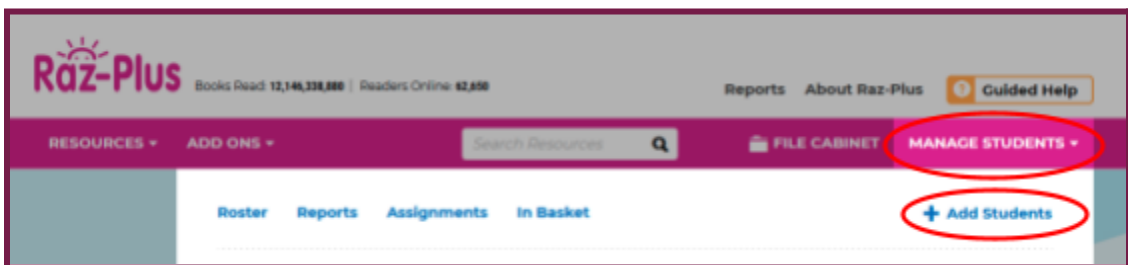 Raz-Plus Books Read: 12,146,338,880 | Readers Online: 62,650
Reports About Raz-Plus ? Guided Help
RESOURCES ADD ONS Search Resources FILE CABINET MANAGE STUDENTS
Roster Reports Assignments In Basket + Add Students